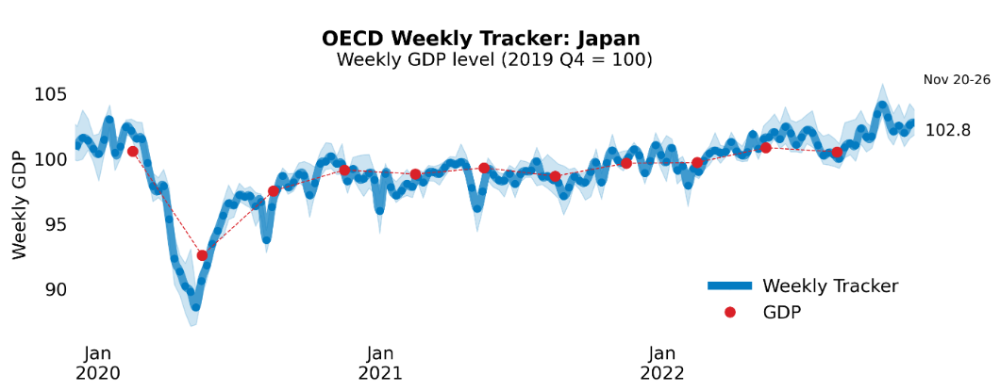 OECD Weekly Tracker: Japan
Weekly GDP level (2019 Q4 = 100)
Nov 20-26
102.8
Weekly GDP
105
100
95
90
Weekly Tracker
GDP
Jan
2020
Jan
2021
Jan
2022